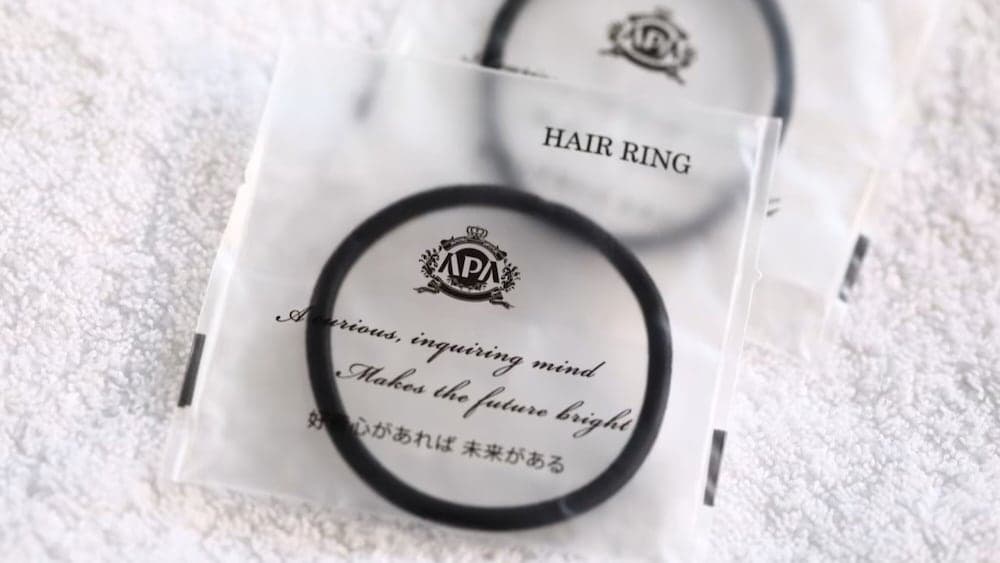 APA
HAIR RING
APA
A curious, inquiring mind
Makes the future bright
好奇心があれば 未来がある